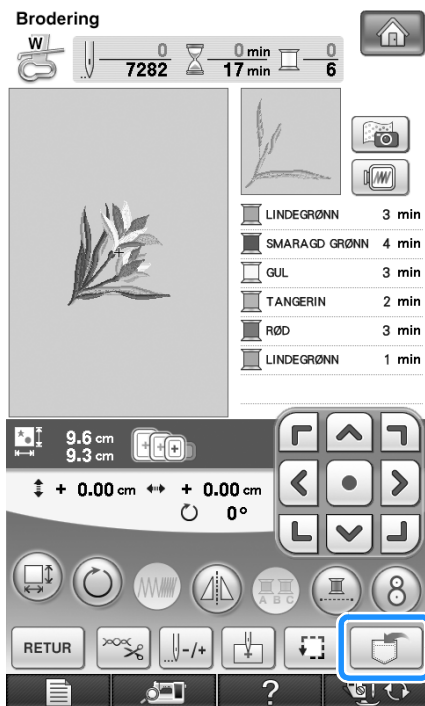 Brodering
W
0 0 min 0
7282 17 min 6
LINDEGRØNN 3 min
SMARAGD GRØNN 4 min
GUL 3 min
TANGERIN 2 min
RØD 3 min
LINDEGRØNN 1 min
9.6 cm
9.3 cm
+ 0.00 cm + 0.00 cm
0°
A B C
8
RETUR -/+
?